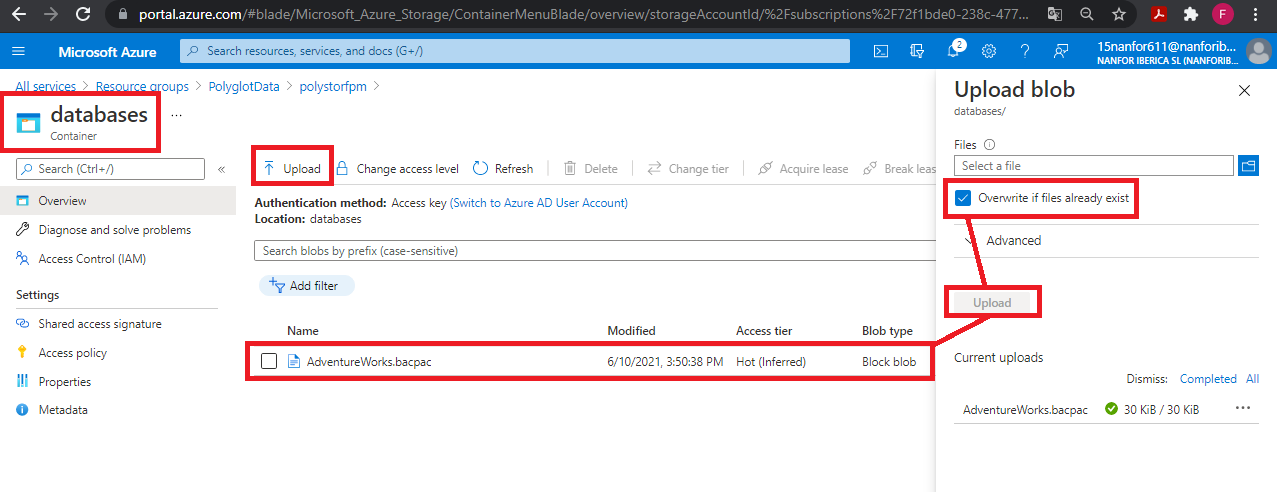 portal.azure.com/#blade/Microsoft_Azure_Storage/ContainerMenuBlade/overview/storageAccountId/%2Fsubscriptions%2F72f1bde0-238c-477...
F
Microsoft Azure
Search resources, services, and docs (G+/)
2
15nanfor611@nanforib...
NANFOR IBERICA SL (NANFORIB...
All services > Resource groups > PolyglotData > polystorfpm >
databases
...
Container
Search (Ctrl+/)
«
Overview
Diagnose and solve problems
Access Control (IAM)
Settings
Shared access signature
Access policy
Properties
Metadata
Upload
Change access level
Refresh
Delete
Change tier
Acquire lease
Break leas
Authentication method: Access key (Switch to Azure AD User Account)
Location: databases
Search blobs by prefix (case-sensitive)
Add filter
Name Modified Access tier Blob type
AdventureWorks.bacpac 6/10/2021, 3:50:38 PM Hot (Inferred) Block blob
Upload blob
databases/
Files
Select a file
Overwrite if files already exist
Advanced
Upload
Current uploads
Dismiss: Completed All
AdventureWorks.bacpac 30 KiB / 30 KiB ...